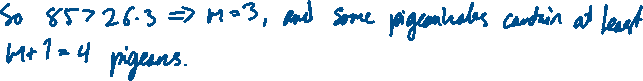 So 85 > 26·3 ⇒ M=3, and some pigeonholes contain at least
M+1=4 pigeons.